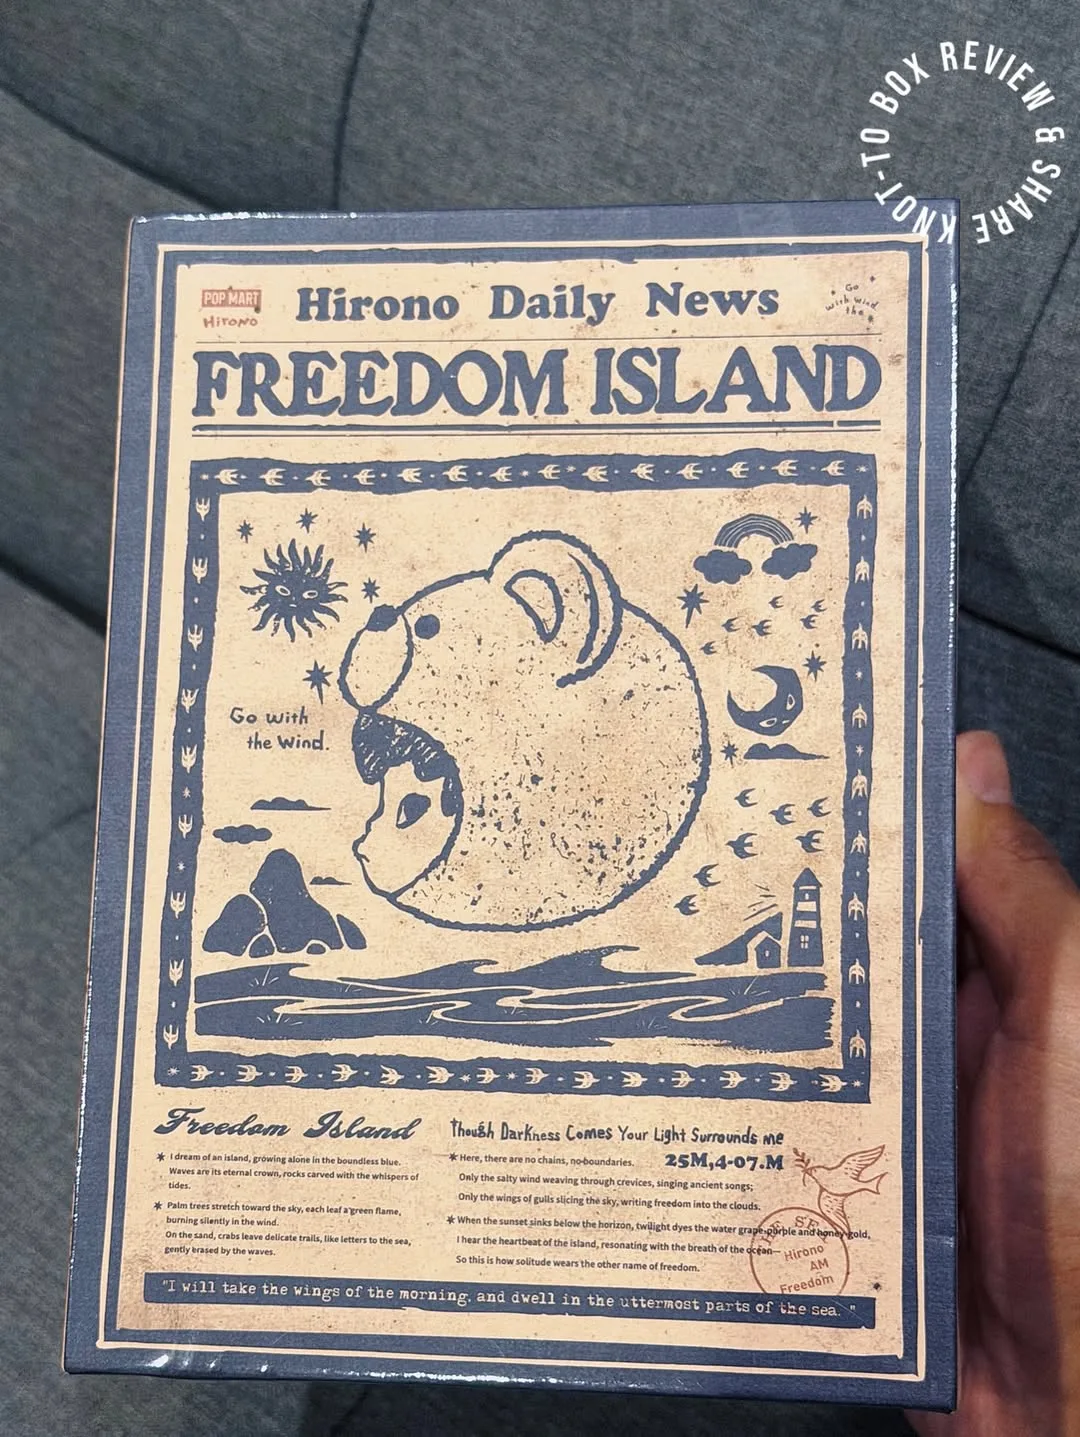 KNOT-TO BOX REVIEW & SHARE
POP MART
Hirono
Hirono Daily News
Go
with wind
the
FREEDOM ISLAND
Go with
the Wind.
Freedom Island
I dream of an island, growing alone in the boundless blue.
Waves are its eternal crown, rocks carved with the whispers of
tides.
Palm trees stretch toward the sky, each leaf a green flame,
burning silently in the wind.
On the sand, crabs leave delicate trails, like letters to the sea,
gently erased by the waves.
Though Darkness Comes Your Light Surrounds me
Here, there are no chains, no boundaries.
25M,4-07.M
Only the salty wind weaving through crevices, singing ancient songs;
Only the wings of gulls slicing the sky, writing freedom into the clouds.
When the sunset sinks below the horizon, twilight dyes the water grape-purple and honey-gold,
I hear the heartbeat of the island, resonating with the breath of the ocean—
So this is how solitude wears the other name of freedom.
Hirono
AM
Freedom
"I will take the wings of the morning, and dwell in the uttermost parts of the sea. "